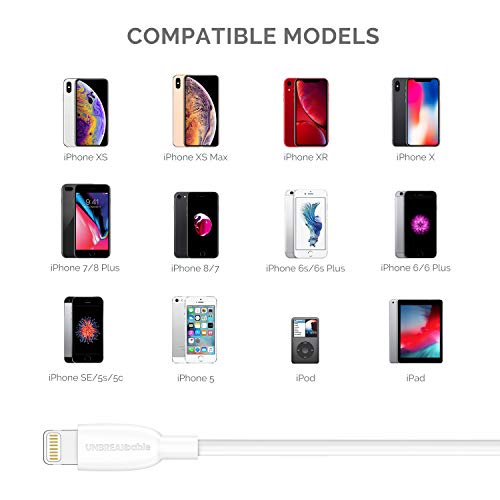 COMPATIBLE MODELS
iPhone XS
iPhone XS Max
iPhone XR
iPhone X
iPhone 7/8 Plus
iPhone 8/7
iPhone 6s/6s Plus
iPhone 6/6 Plus
iPhone SE/5s/5c
iPhone 5
iPod
iPad
UNBREAKcable